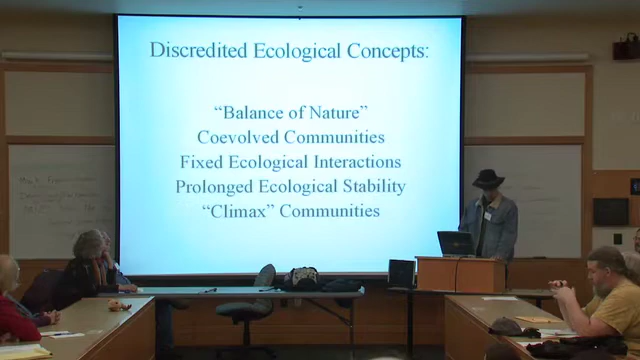 Discredited Ecological Concepts:
“Balance of Nature”
Coevolved Communities
Fixed Ecological Interactions
Prolonged Ecological Stability
“Climax” Communities